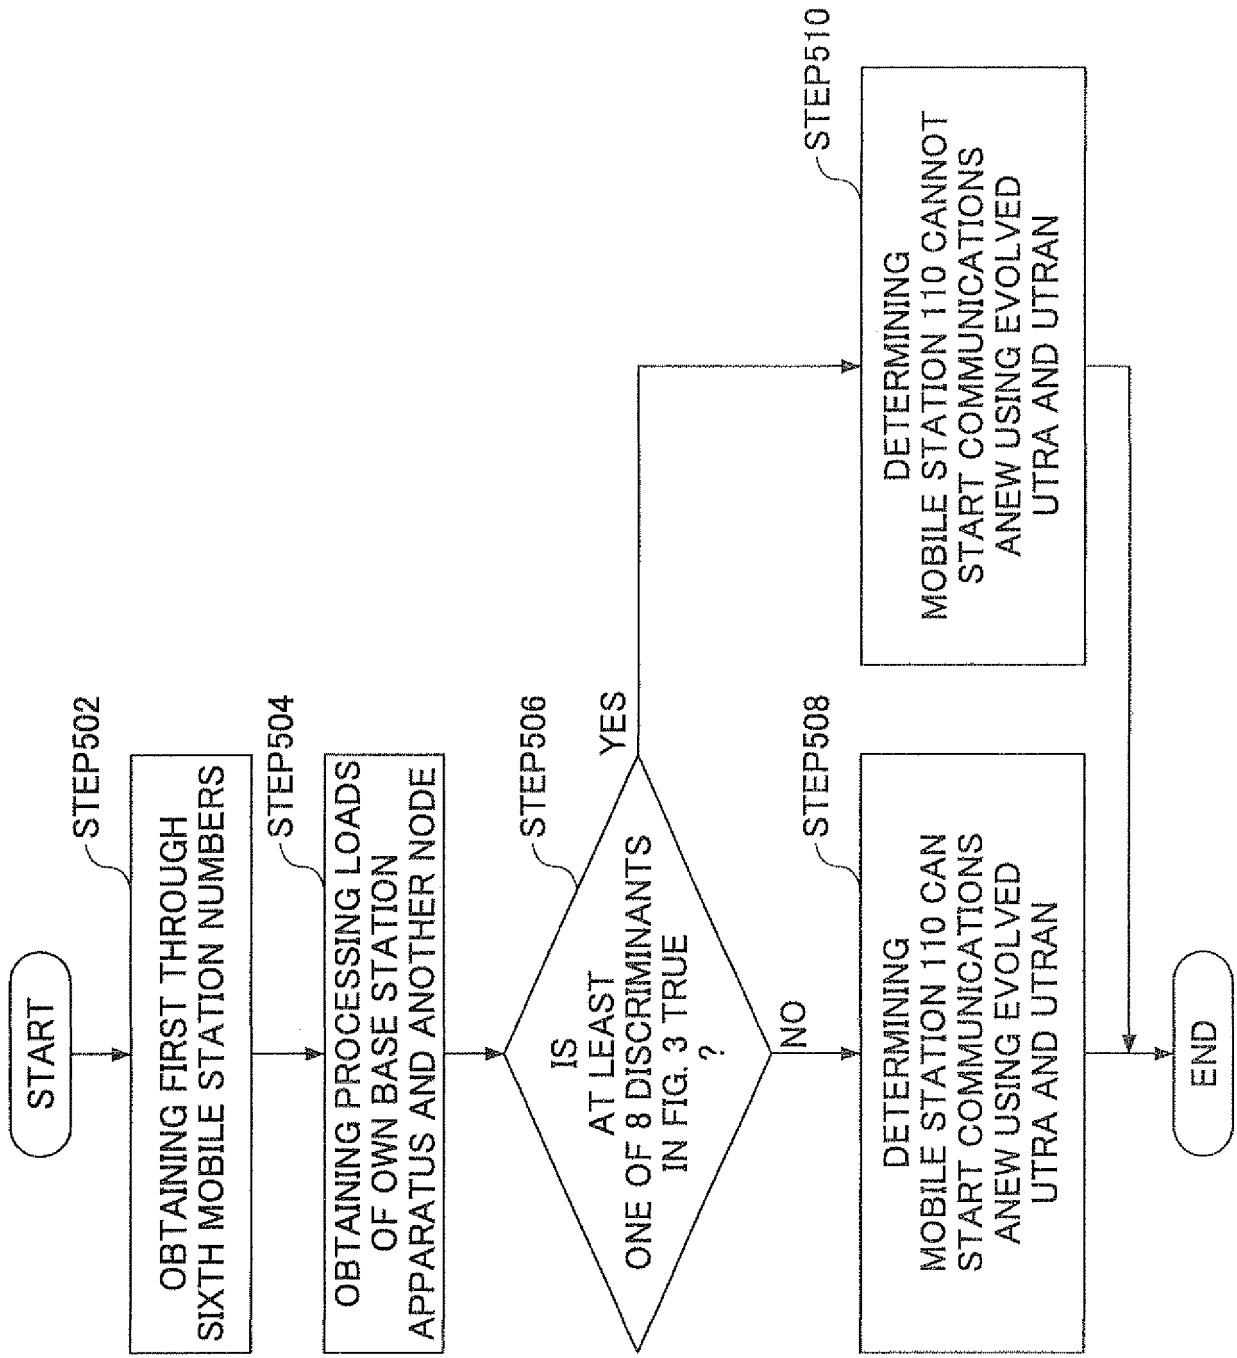 START
STEP502
OBTAINING FIRST THROUGH
SIXTH MOBILE STATION NUMBERS
STEP504
OBTAINING PROCESSING LOADS
OF OWN BASE STATION
APPARATUS AND ANOTHER NODE
STEP506
IS
AT LEAST
ONE OF 8 DISCRIMINANTS
IN FIG. 3 TRUE
?
YES
NO
STEP508
DETERMINING
MOBILE STATION 110 CAN
START COMMUNICATIONS
ANEW USING EVOLVED
UTRA AND UTRAN
STEP510
DETERMINING
MOBILE STATION 110 CANNOT
START COMMUNICATIONS
ANEW USING EVOLVED
UTRA AND UTRAN
END